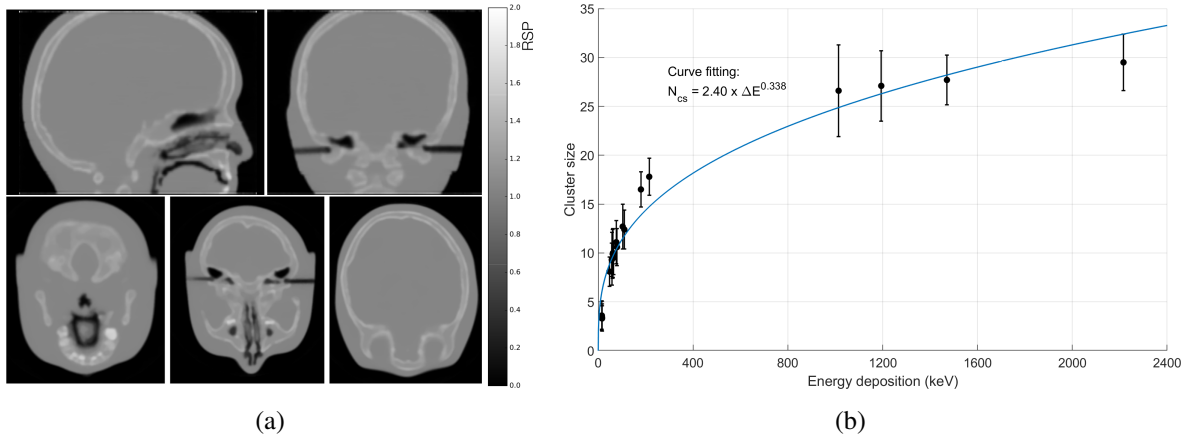 2.0
1.8
1.6
1.4
1.2
1.0
0.8
0.6
0.4
0.2
0.0
RSP
(a)
35
30
25
20
15
10
5
0
Cluster size
Curve fitting:
N_cs = 2.40 x ΔE^0.338
0 400 800 1200 1600 2000 2400
Energy deposition (keV)
(b)